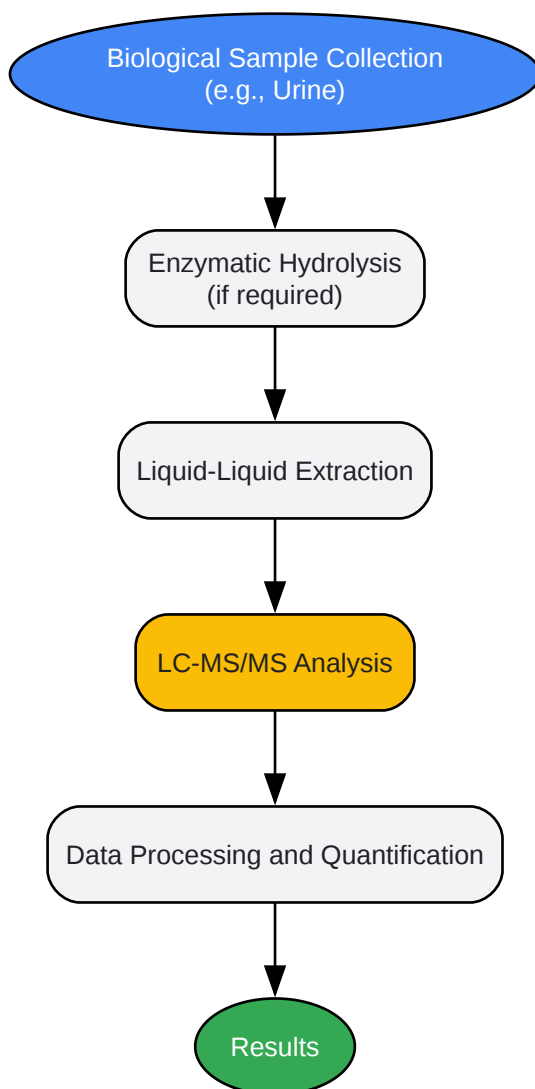 Biological Sample Collection
(e.g., Urine)
Enzymatic Hydrolysis
(if required)
Liquid-Liquid Extraction
LC-MS/MS Analysis
Data Processing and Quantification
Results